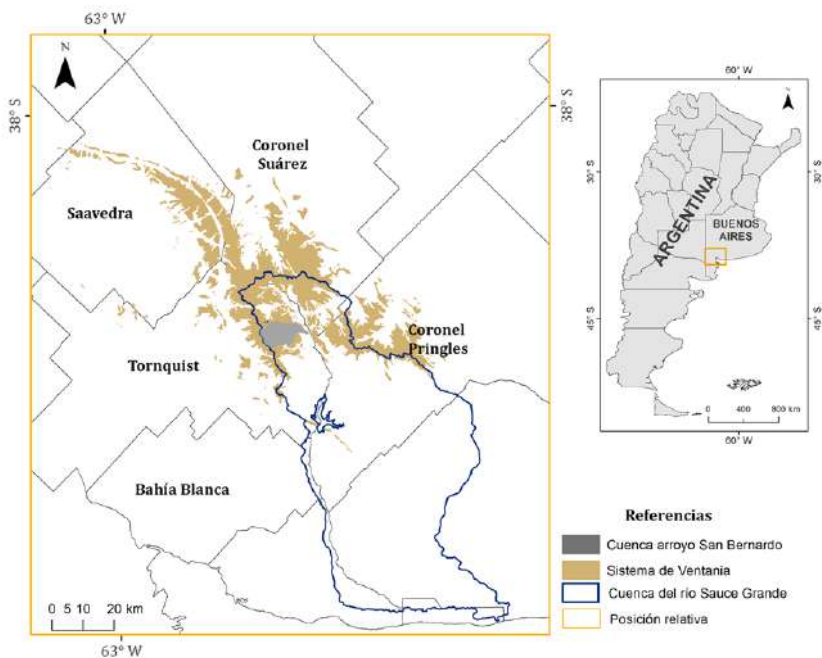 63° W
N
38° S
38° S
Coronel
Suárez
Saavedra
Coronel
Pringles
Tornquist
Bahía Blanca
0 5 10 20 km
63° W
60° W
N
30°S
30°S
ARGENTINA
BUENOS
AIRES
45°S
45°S
0 400 800 km
60° W
Referencias
Cuenca arroyo San Bernardo
Sistema de Ventania
Cuenca del río Sauce Grande
Posición relativa